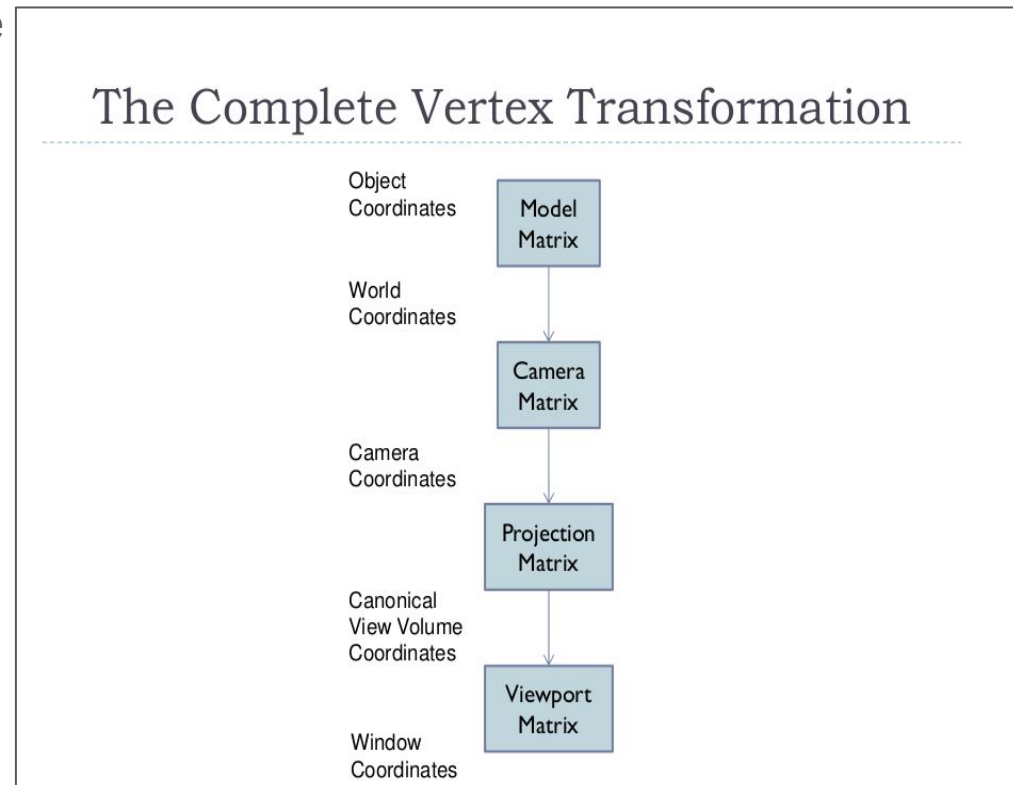 The Complete Vertex Transformation
Object
Coordinates
Model
Matrix
World
Coordinates
Camera
Matrix
Camera
Coordinates
Projection
Matrix
Canonical
View Volume
Coordinates
Viewport
Matrix
Window
Coordinates